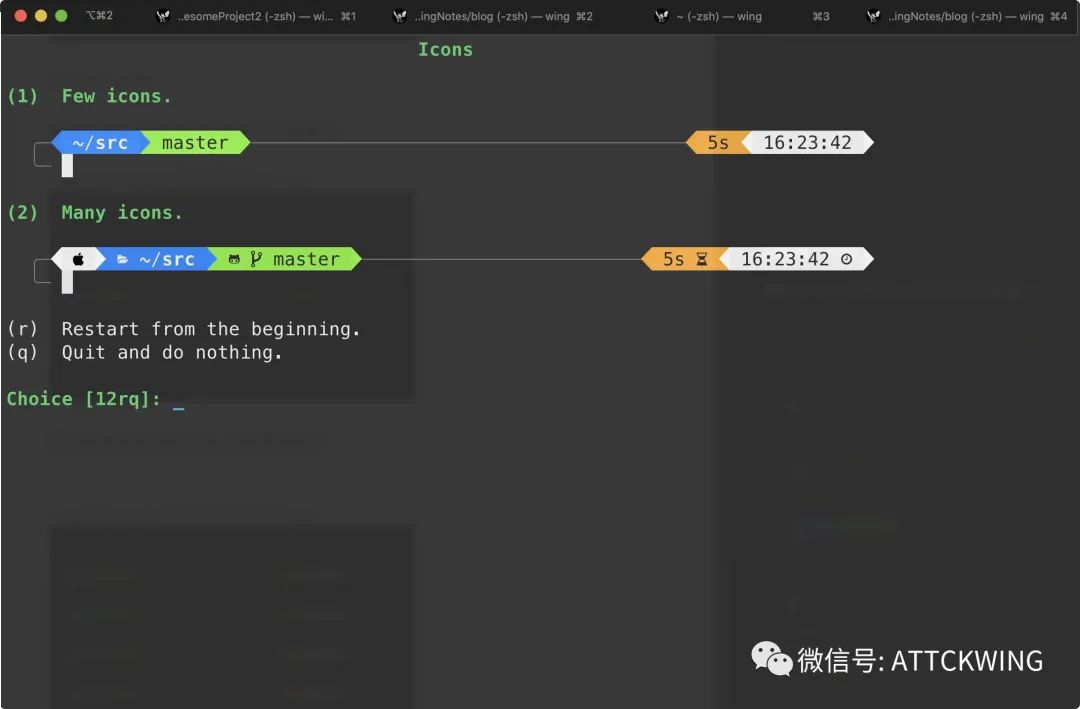 ⌥⌘2 ..esomeProject2 (-zsh) — wi... ⌘1 ..ingNotes/blog (-zsh) — wing ⌘2 ~ (-zsh) — wing ⌘3 ..ingNotes/blog (-zsh) — wing ⌘4
Icons
(1) Few icons.
~/src master 5s 16:23:42
(2) Many icons.
~/src master 5s 16:23:42
(r) Restart from the beginning.
(q) Quit and do nothing.
Choice [12rq]: _
微信号: ATTCKWING